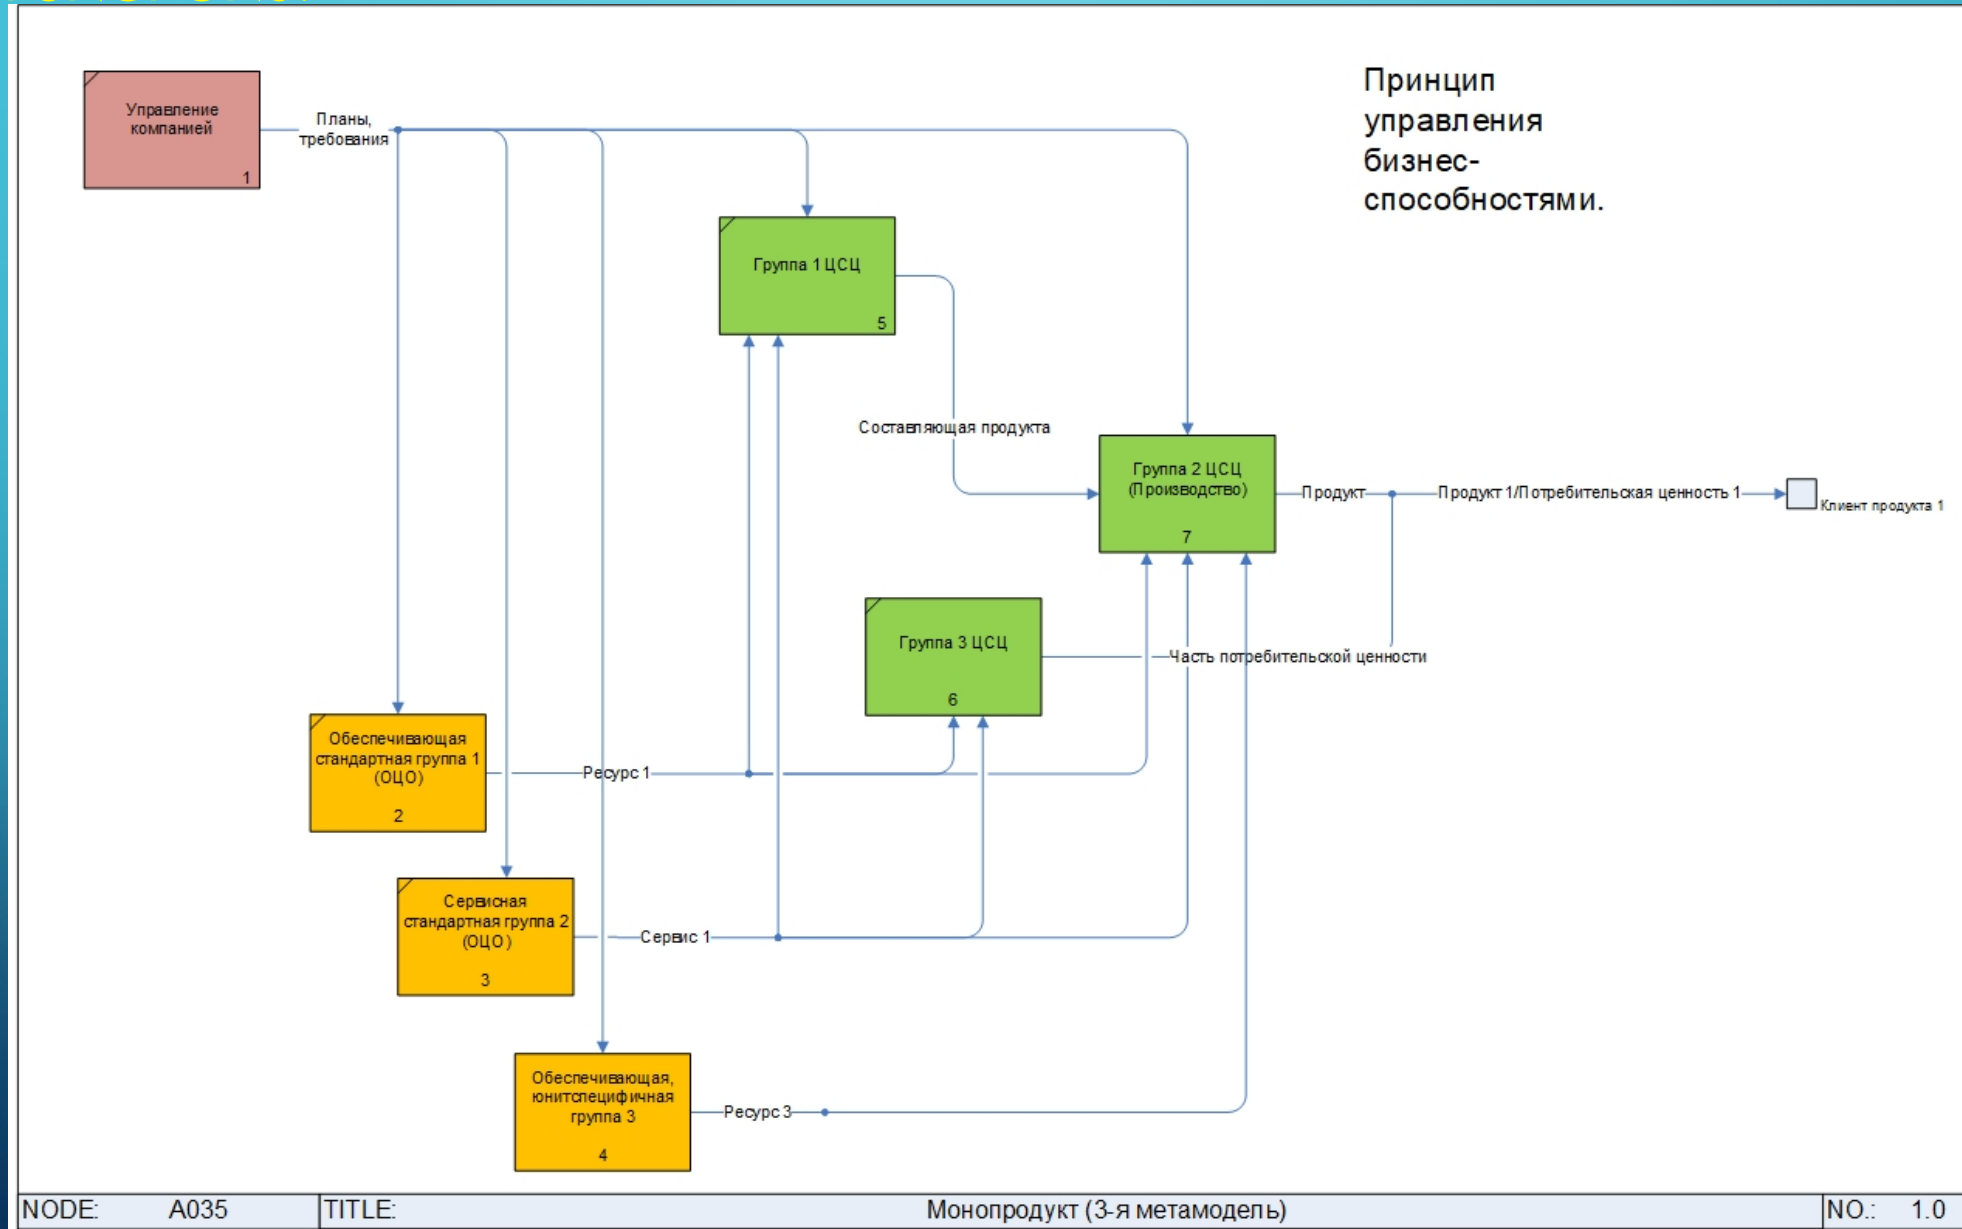 Принцип
управления
бизнес-
способностями.
Управление
компанией
1
Планы,
требования
Группа 1 ЦСЦ
5
Составляющая продукта
Группа 2 ЦСЦ
(Производство)
7
Продукт
Продукт 1/Потребительская ценность 1
Клиент продукта 1
Группа 3 ЦСЦ
6
Часть потребительской ценности
Обеспечивающая
стандартная группа 1
(ОЦО)
2
Ресурс 1
Сервисная
стандартная группа 2
(ОЦО)
3
Сервис 1
Обеспечивающая,
юнитспецифичная
группа 3
4
Ресурс 3
NODE: A035 TITLE: Монопродукт (3-я метамодель) NO.: 1.0